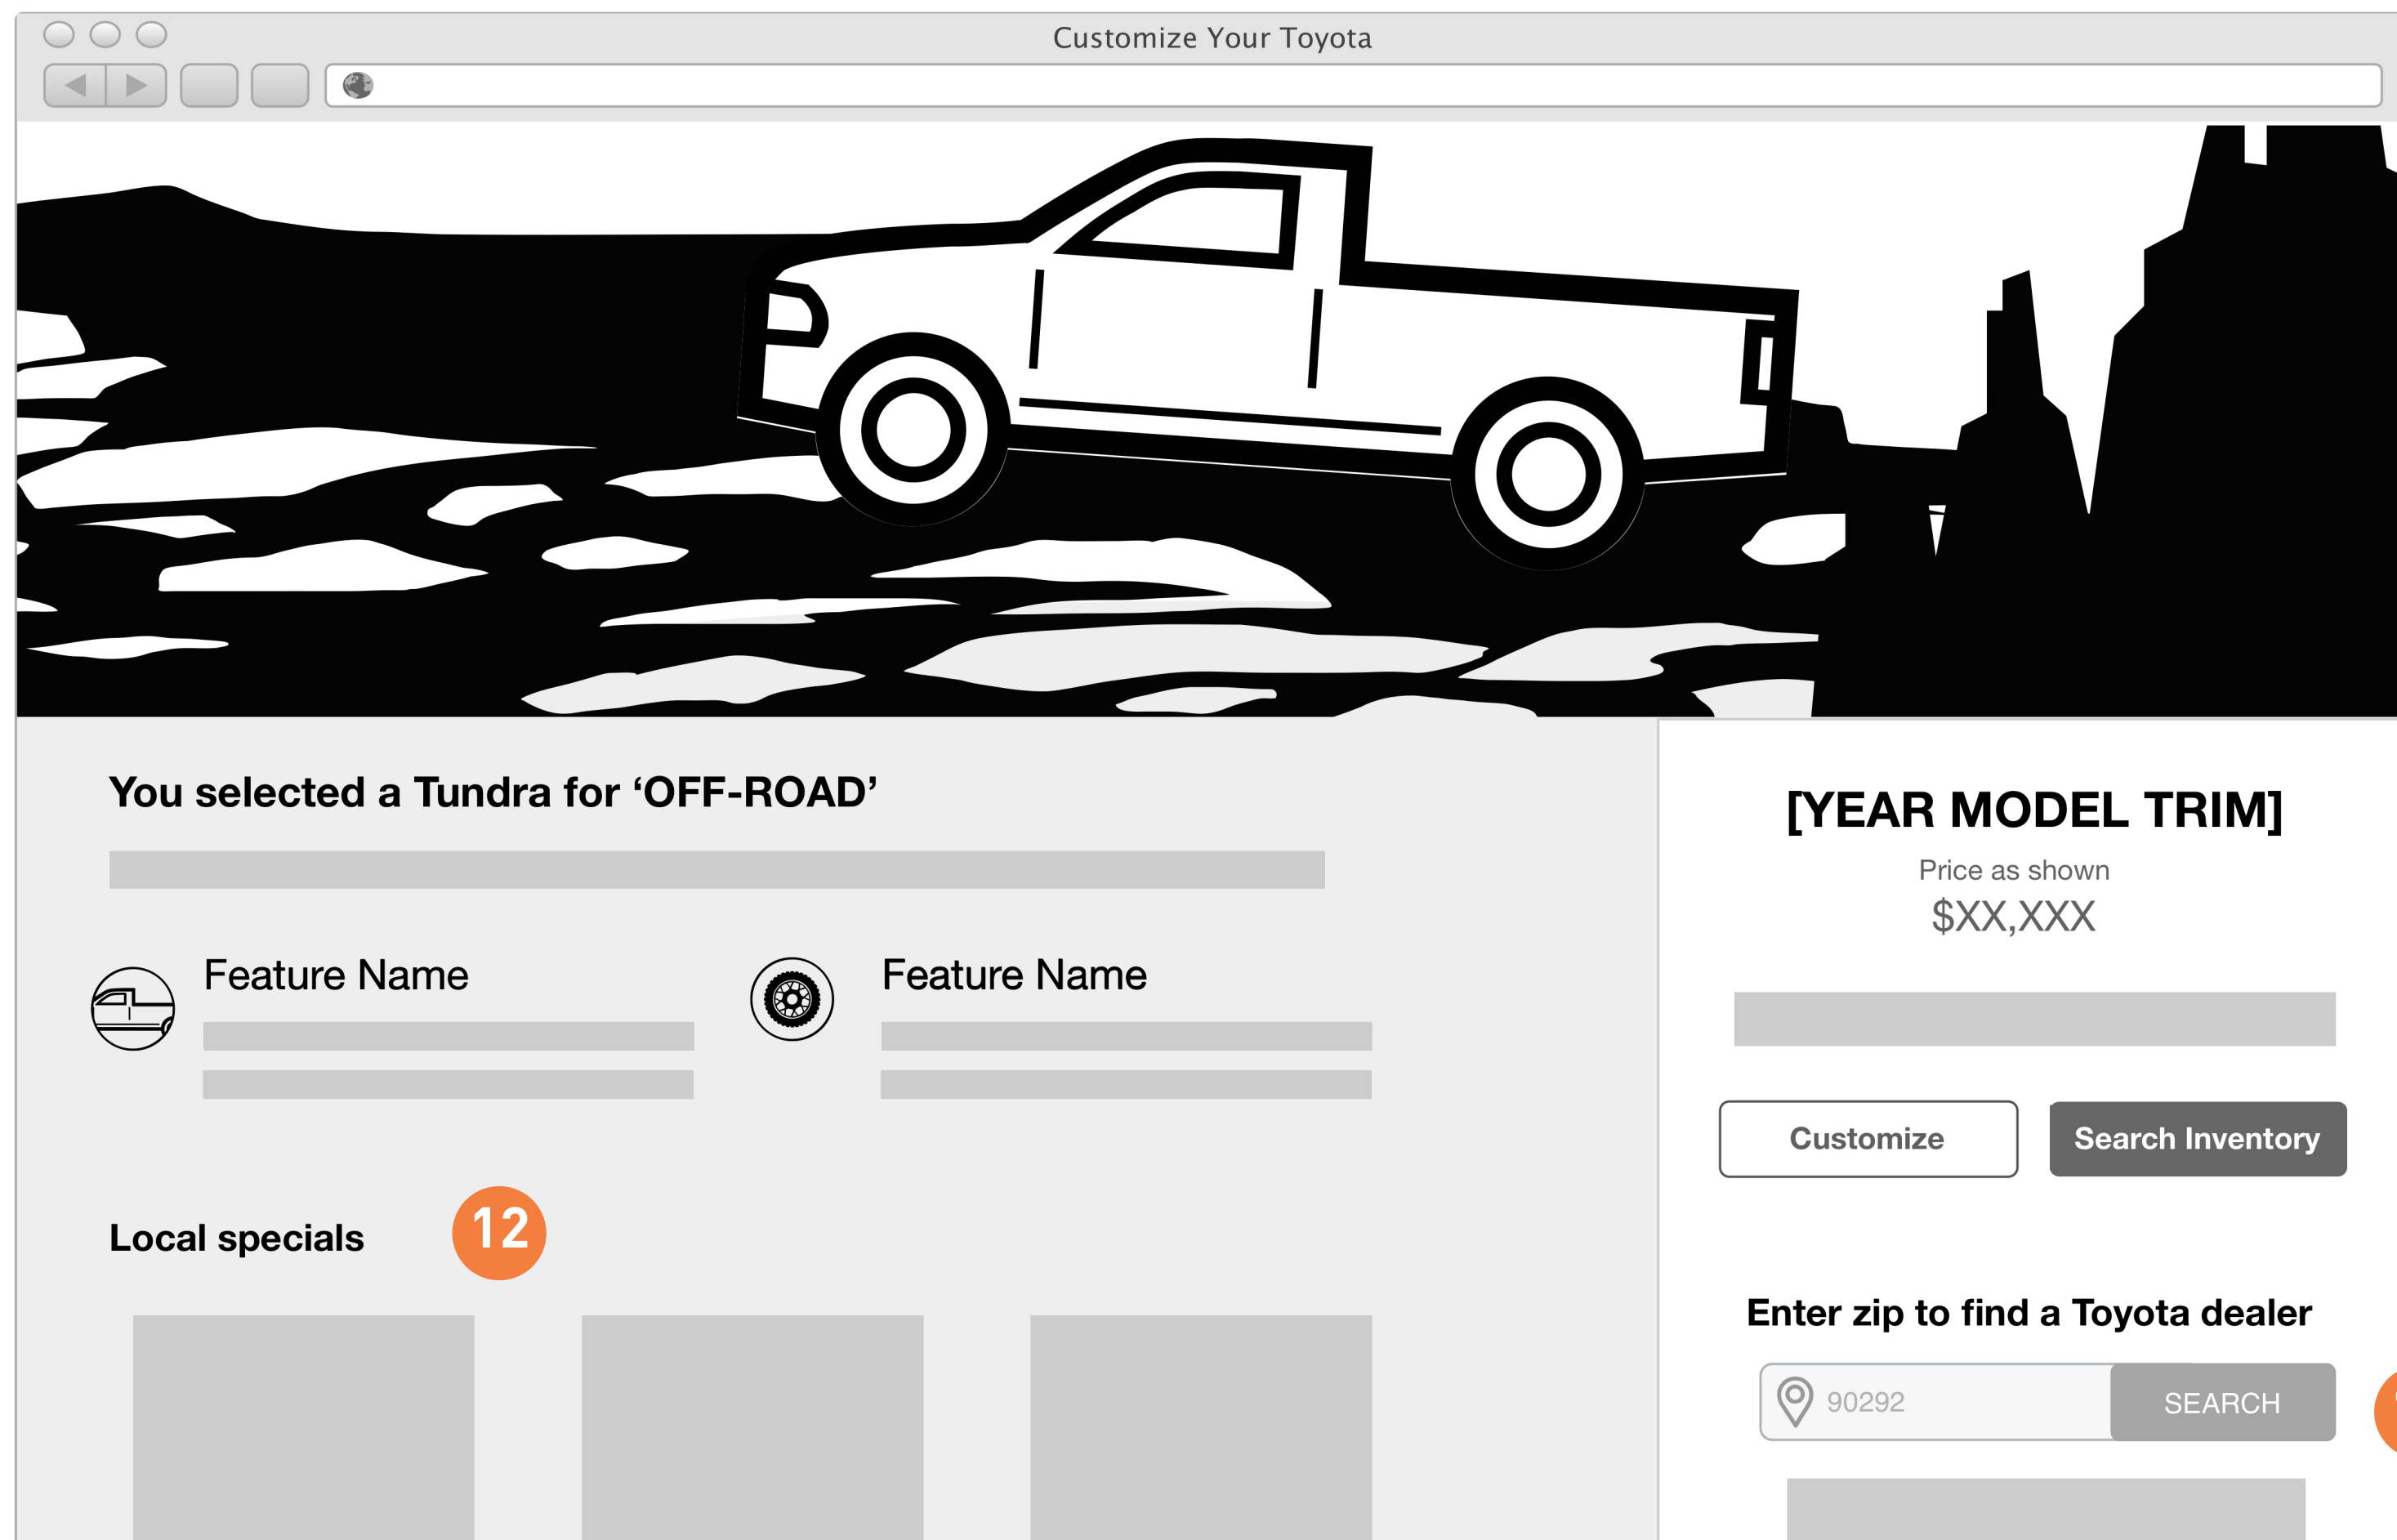 Customize Your Toyota
You selected a Tundra for ‘OFF-ROAD’
Feature Name
Feature Name
Local specials
12
[YEAR MODEL TRIM]
Price as shown
$XX,XXX
Customize
Search Inventory
Enter zip to find a Toyota dealer
90292
SEARCH